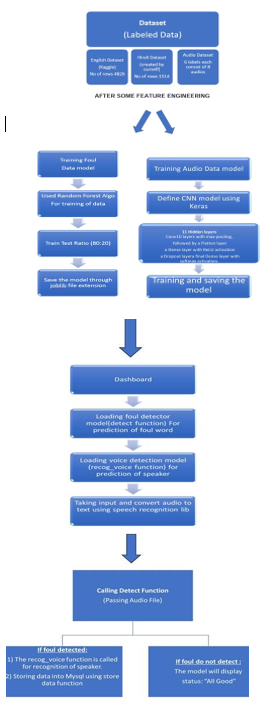 Dataset
(Labeled Data)
English Dataset
(Kaggle)
No of rows 4826
Hindi Dataset
(created by
ourself)
No of rows 3314
Audio Dataset
6 labels each
consist of 8
audios
AFTER SOME FEATURE ENGINEERING
Training Foul
Data model
Used Random Forest Algo
For training of data
Train Test Ratio (80:20)
Save the model through
joblib file extension
Training Audio Data model
Define CNN model using
Keras
11 Hidden layers
layers with max-pooling,
followed by a Flatten layer
a Dense layer with ReLU activation
a Dropout layer final Dense layer with
softmax activation
Training and saving the
model
Dashboard
Loading foul detector
model(detect function) For
prediction of foul word
Loading voice detection model
(recog_voice function) for
prediction of speaker
Taking input and convert audio to
text using speech recognition lib
Calling Detect Function
(Passing Audio File)
If foul detected:
1) The recog_voice function is called
for recognition of speaker.
2) Storing data into Mysql using store
data function
If foul do not detect :
The model will display
status: "All Good"